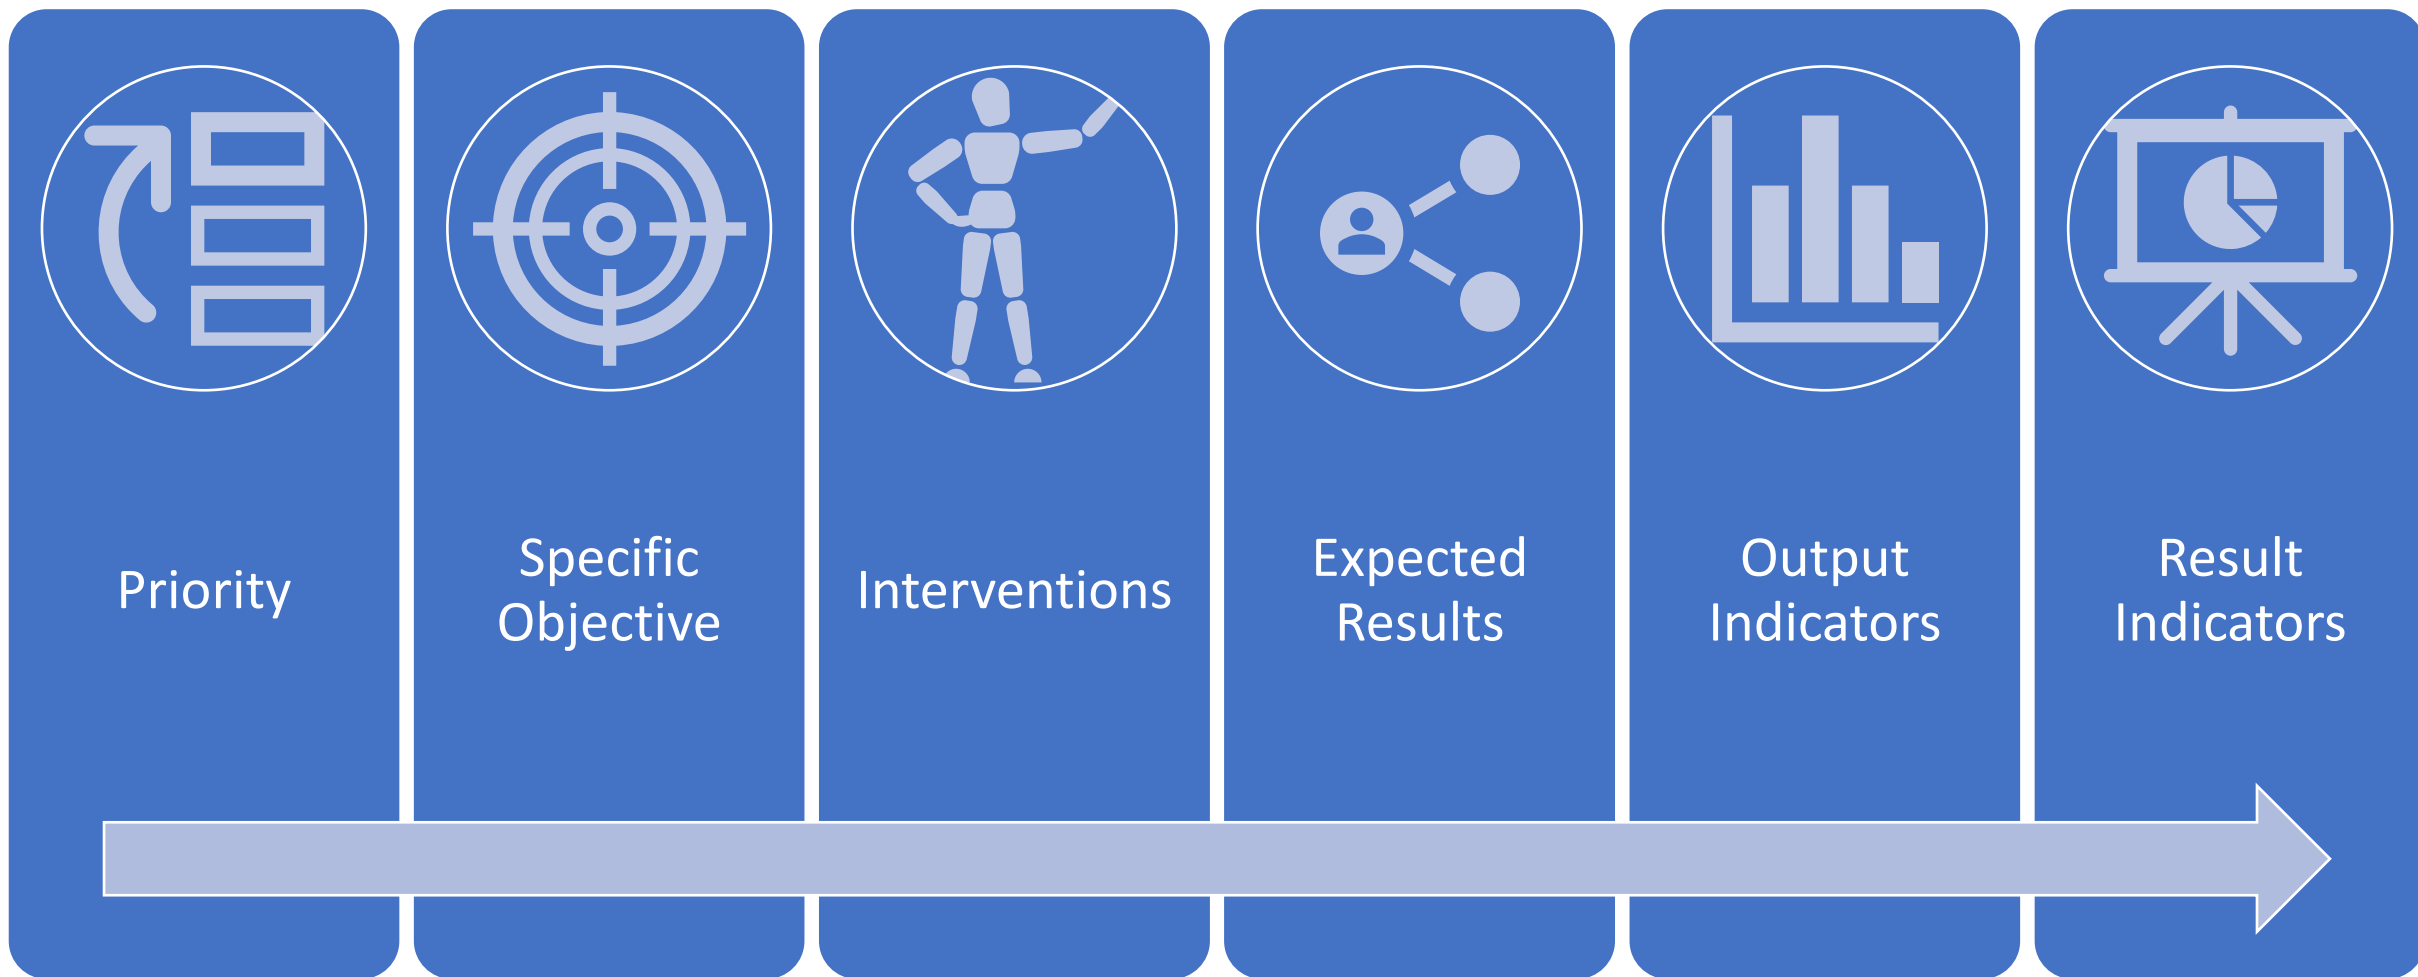 Priority
Specific
Objective
Interventions
Expected
Results
Output
Indicators
Result
Indicators